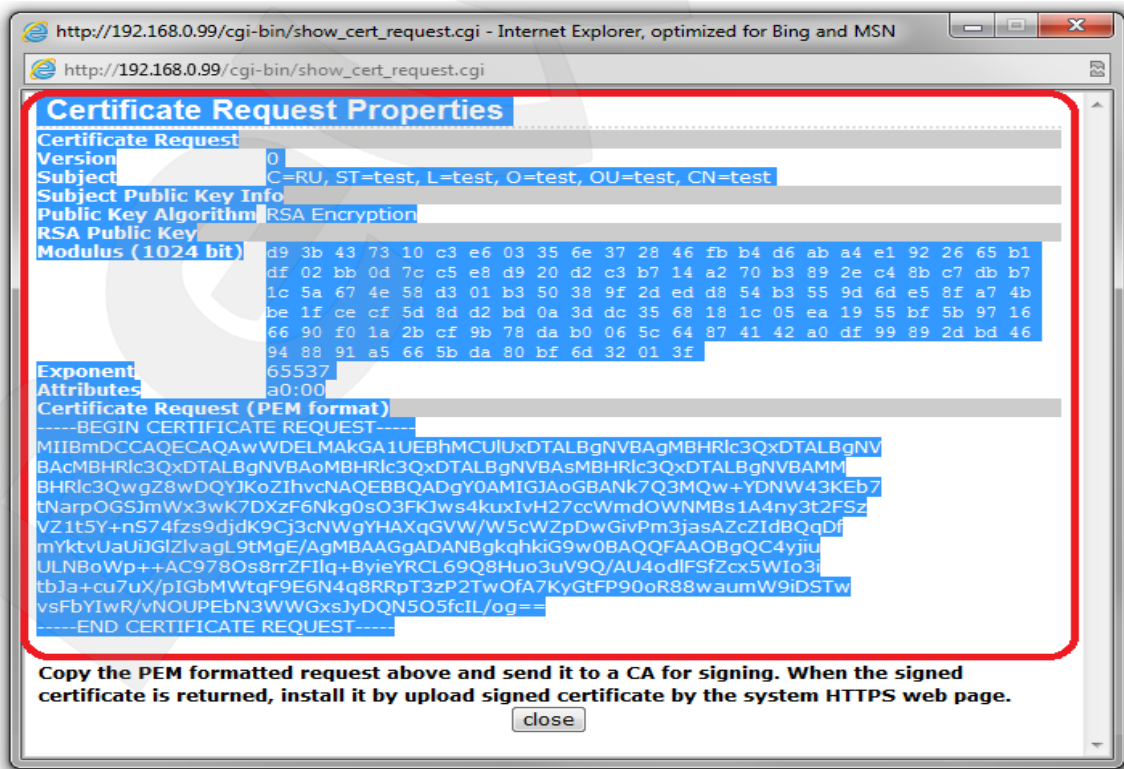 http://192.168.0.99/cgi-bin/show_cert_request.cgi - Internet Explorer, optimized for Bing and MSN
http://192.168.0.99/cgi-bin/show_cert_request.cgi
Certificate Request Properties
Certificate Request
Version 0
Subject C=RU, ST=test, L=test, O=test, OU=test, CN=test
Subject Public Key Info
Public Key Algorithm RSA Encryption
RSA Public Key
Modulus (1024 bit) d9 3b 43 73 10 c3 e6 03 35 6e 37 28 46 fb b4 d6 ab a4 e1 92 26 65 b1
df 02 bb 0d 7c c5 e8 d9 20 d2 c3 b7 14 a2 70 b3 89 2e c4 8b c7 db b7
1c 5a 67 4e 58 d3 01 b3 50 38 9f 2d ed d8 54 b3 55 9d 6d e5 8f a7 4b
be 1f ce cf 5d 8d d2 bd 0a 3d dc 35 68 18 1c 05 ea 19 55 bf 5b 97 16
66 90 f0 1a 2b cf 9b 78 da b0 06 5c 64 87 41 42 a0 df 99 89 2d bd 46
94 88 91 a5 66 5b da 80 bf 6d 32 01 3f
Exponent 65537
Attributes a0:00
Certificate Request (PEM format)
-----BEGIN CERTIFICATE REQUEST-----
MIIBmDCCAQECAQAwWDELMAkGA1UEBhMCUlUxDTALBgNVBAgMBHRlc3QxDTALBgNV
BAcMBHRlc3QxDTALBgNVBAoMBHRlc3QxDTALBgNVBAsMBHRlc3QxDTALBgNVBAMM
BHRlc3QwgZ8wDQYJKoZIhvcNAQEBBQADgY0AMIGJAoGBANk7Q3MQw+YDNW43KEb7
tNarpOGSJmWx3wK7DXzF6Nkg0sO3FKJws4kuxIvH27ccWmdOWNMBs1A4ny3t2FSz
VZ1t5Y+nS74fzs9djdK9Cj3cNWgYHAXqGVW/W5cWZpDwGivPm3jasAZcZIdBQqDf
mYktvUaUiJGlZlvagL9tMgE/AgMBAAGgADANBgkqhkiG9w0BAQQFAAOBgQC4yjiu
ULNBoWp++AC978Os8rrZFIlq+ByieYRCL69Q8Huo3uV9Q/AU4odlFSfZcx5WIo3i
tbJa+cu7uX/pIGbMWtqF9E6N4q8RRpT3zP2TwOfA7KyGtFP90oR88waumW9iDSTw
vsFbYIwR/vNOUPEbN3WWGxsJyDQN5O5fcIL/og==
-----END CERTIFICATE REQUEST-----
Copy the PEM formatted request above and send it to a CA for signing. When the signed
certificate is returned, install it by upload signed certificate by the system HTTPS web page.
close